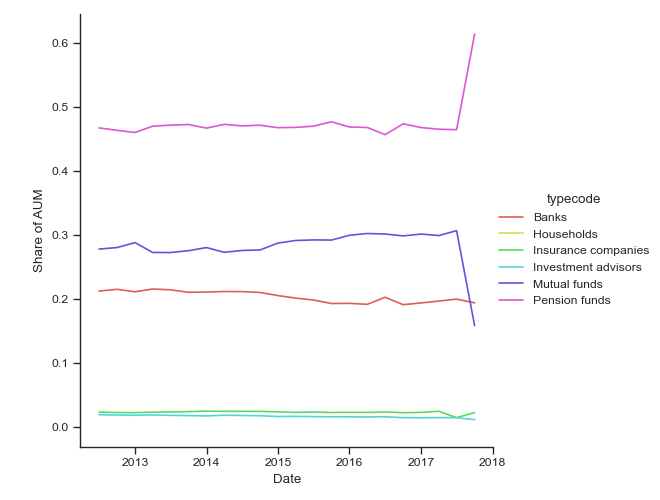 0.6
0.5
0.4
0.3
0.2
0.1
0.0
Share of AUM
2013 2014 2015 2016 2017 2018
Date
typecode
Banks
Households
Insurance companies
Investment advisors
Mutual funds
Pension funds